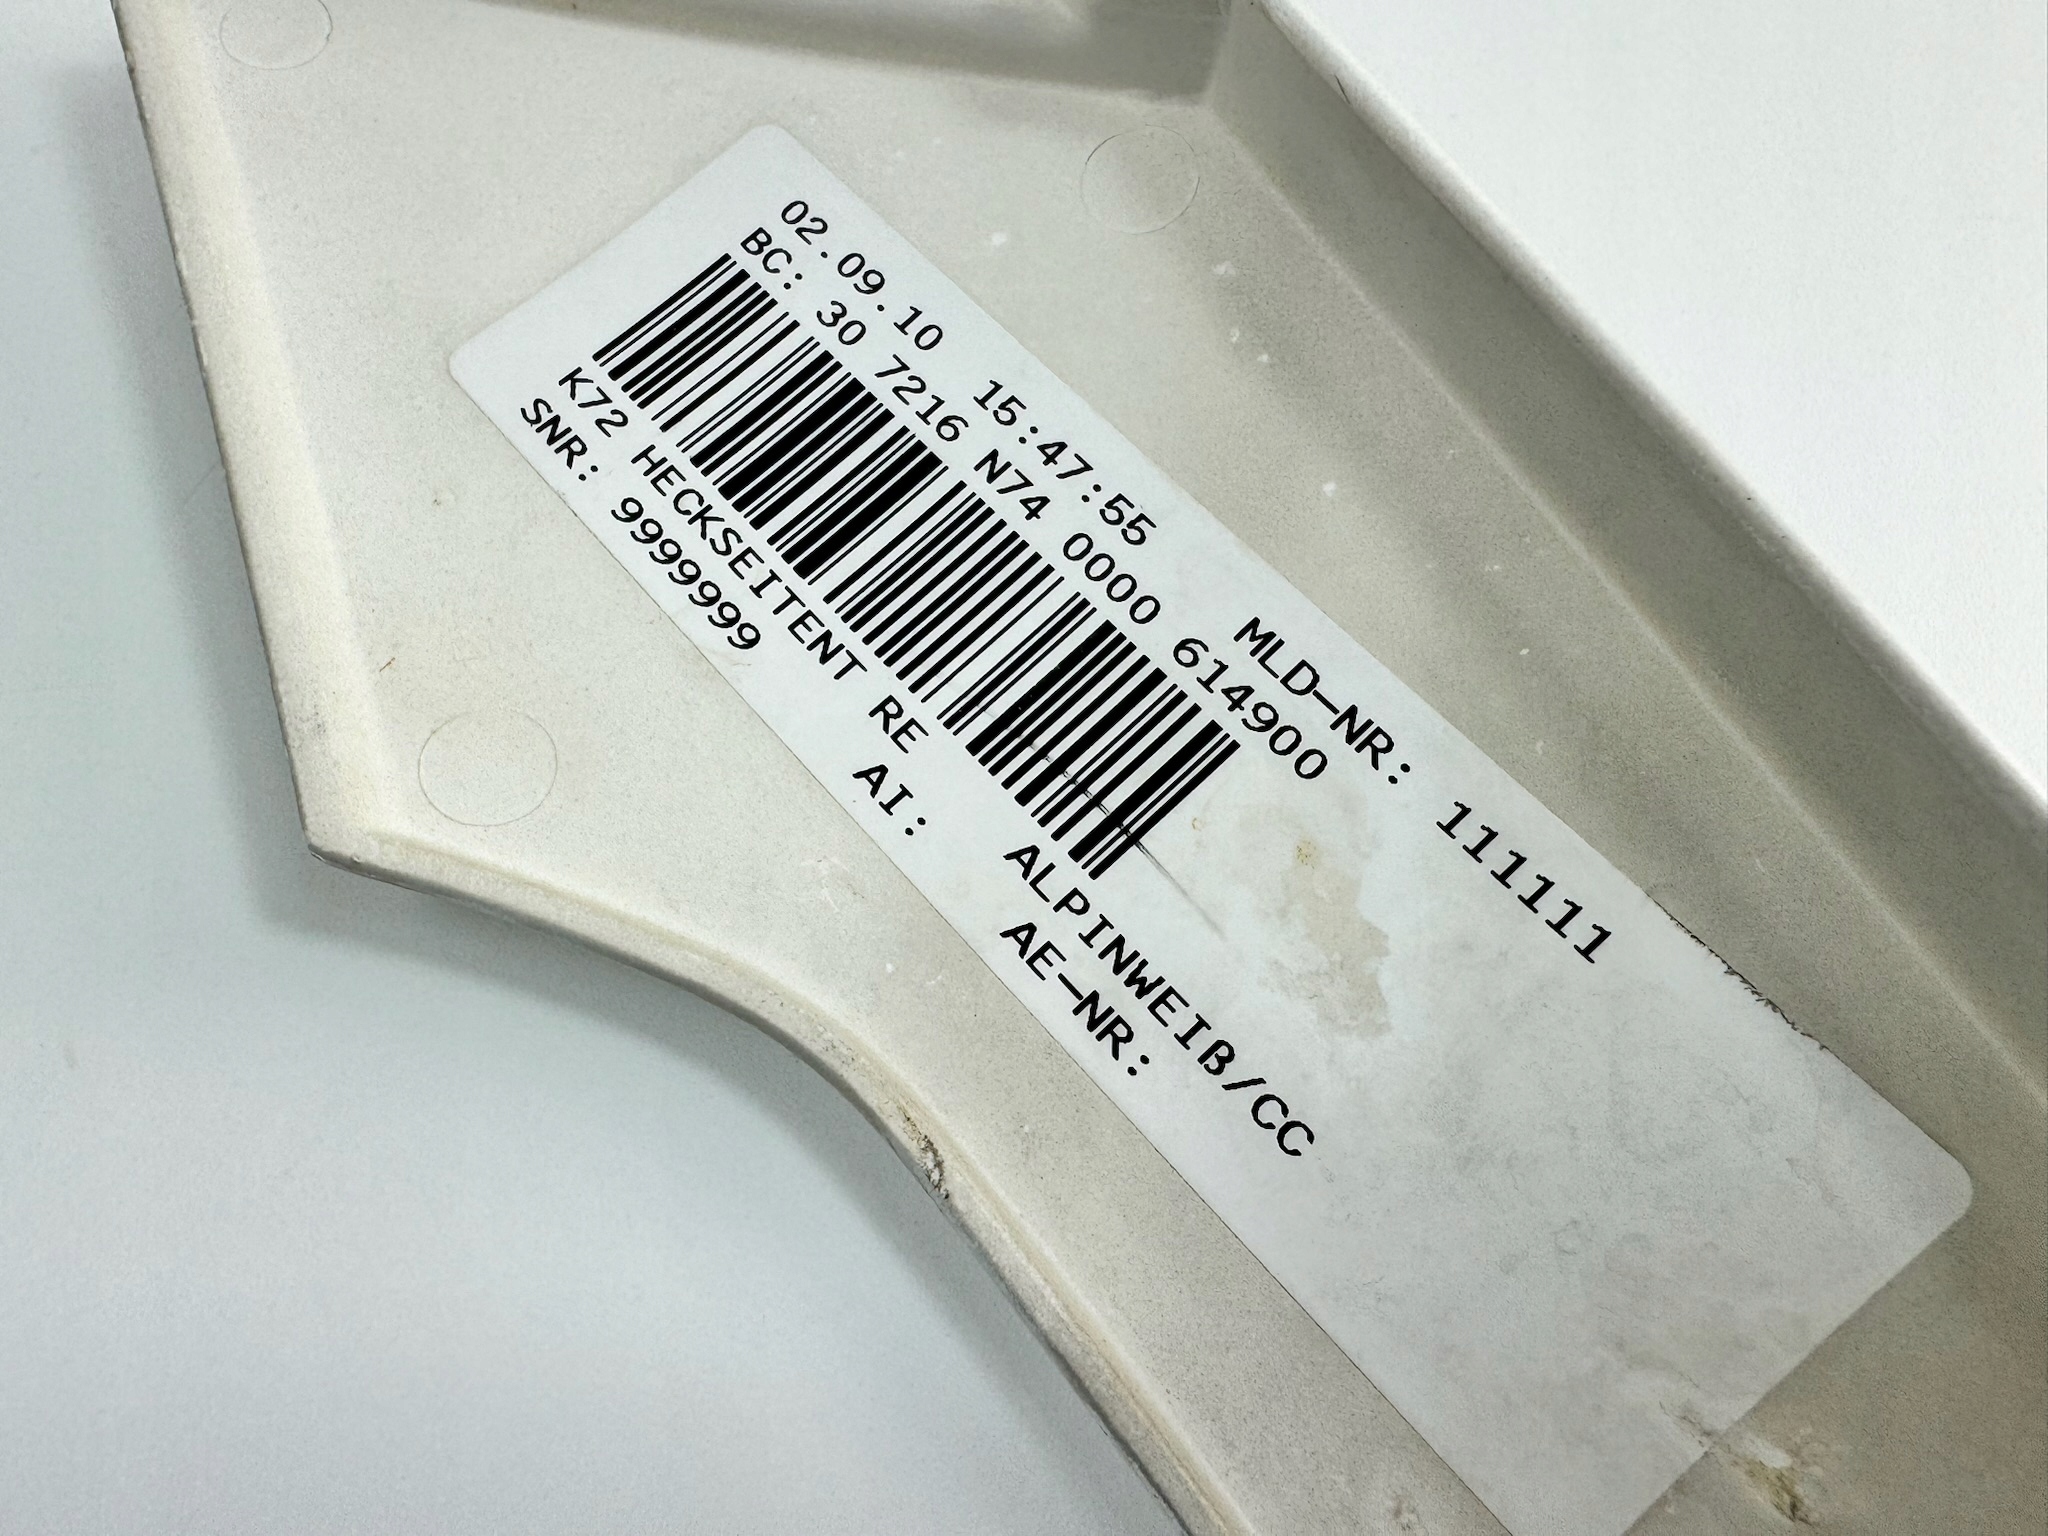 02.09.10 15:47:55 MLD-NR: 111111
BC: 30 7216 N74 0000 614900
K72 HECKSEITENT RE ALPINWEIß/CC
SNR: 9999999 AI: AE-NR: